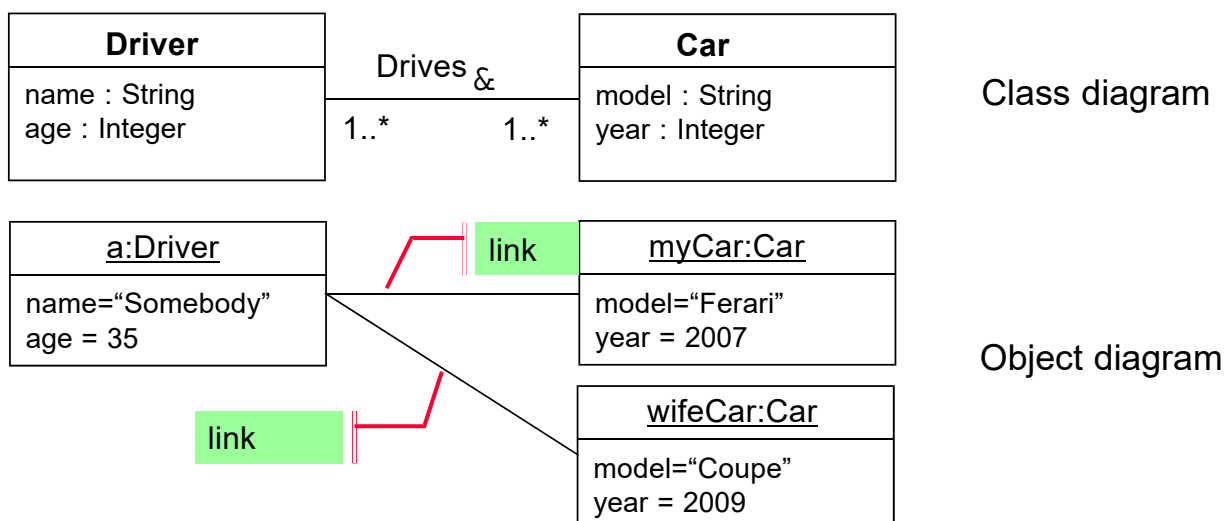 Driver
name : String
age : Integer
Drives &
1..*
1..*
Car
model : String
year : Integer
Class diagram
a:Driver
name=“Somebody”
age = 35
link
myCar:Car
model=“Ferari”
year = 2007
Object diagram
link
wifeCar:Car
model=“Coupe”
year = 2009